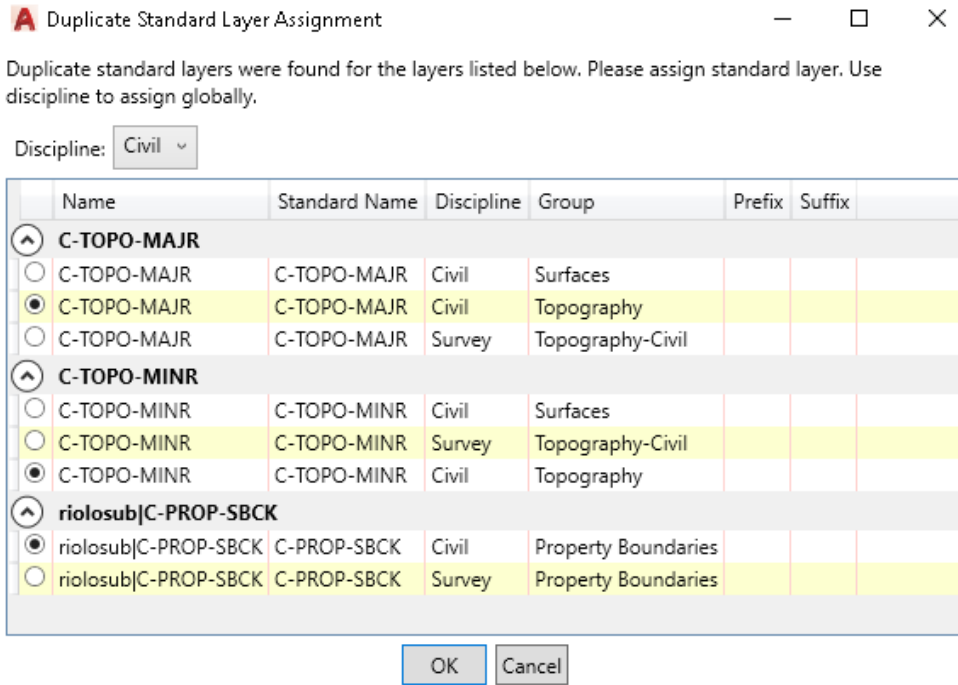 Duplicate Standard Layer Assignment
Duplicate standard layers were found for the layers listed below. Please assign standard layer. Use
discipline to assign globally.
Discipline: Civil
Name Standard Name Discipline Group Prefix Suffix
C-TOPO-MAJR
C-TOPO-MAJR C-TOPO-MAJR Civil Surfaces
C-TOPO-MAJR C-TOPO-MAJR Civil Topography
C-TOPO-MAJR C-TOPO-MAJR Survey Topography-Civil
C-TOPO-MINR
C-TOPO-MINR C-TOPO-MINR Civil Surfaces
C-TOPO-MINR C-TOPO-MINR Survey Topography-Civil
C-TOPO-MINR C-TOPO-MINR Civil Topography
riolosub|C-PROP-SBCK
riolosub|C-PROP-SBCK C-PROP-SBCK Civil Property Boundaries
riolosub|C-PROP-SBCK C-PROP-SBCK Survey Property Boundaries
OK Cancel